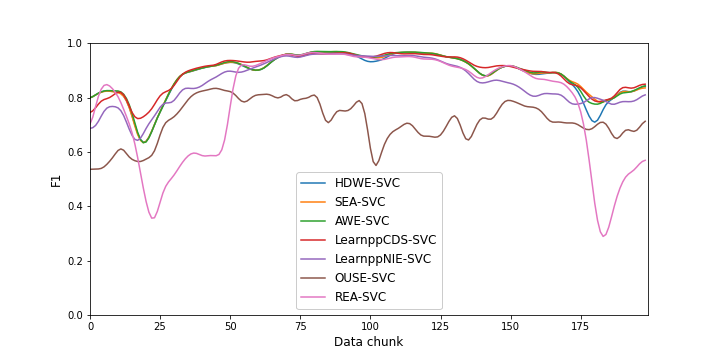 1.0
0.8
0.6
0.4
0.2
0.0
F1
HDWE-SVC
SEA-SVC
AWE-SVC
LearnppCDS-SVC
LearnppNIE-SVC
OUSE-SVC
REA-SVC
0 25 50 75 100 125 150 175
Data chunk